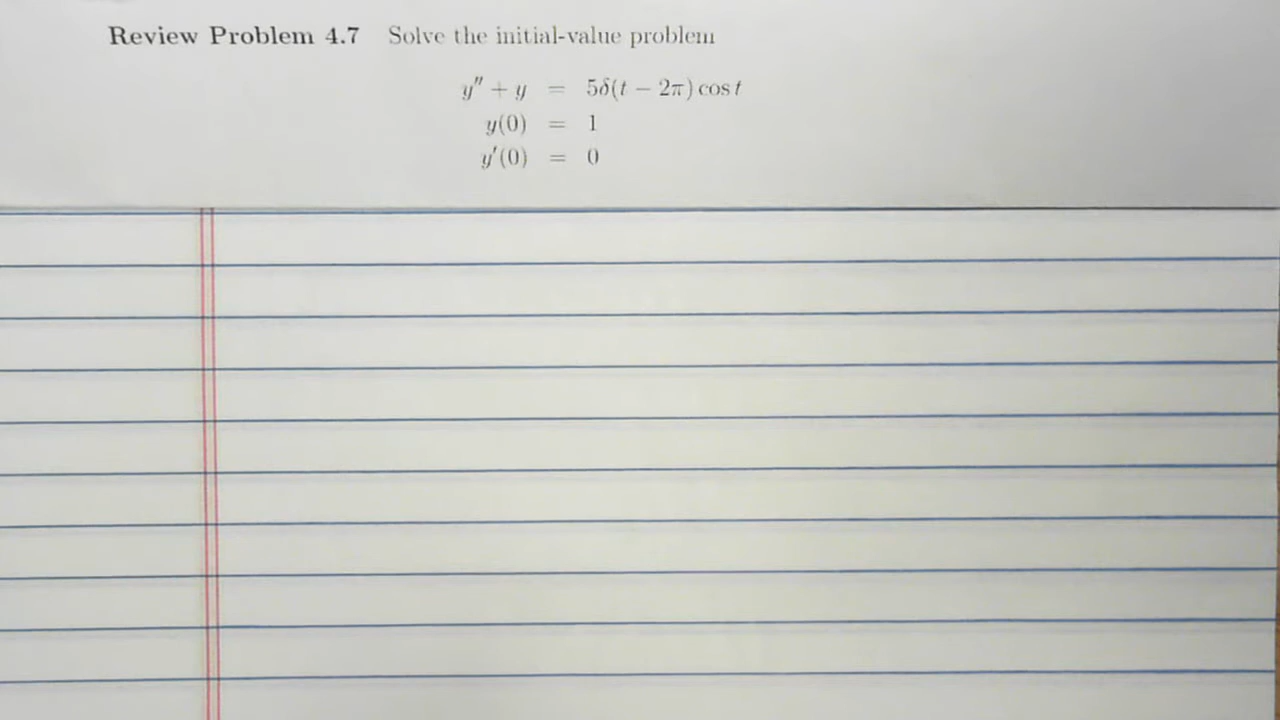 Review Problem 4.7 Solve the initial-value problem
y″ + y = 5δ(t − 2π) cos t
y(0) = 1
y′(0) = 0